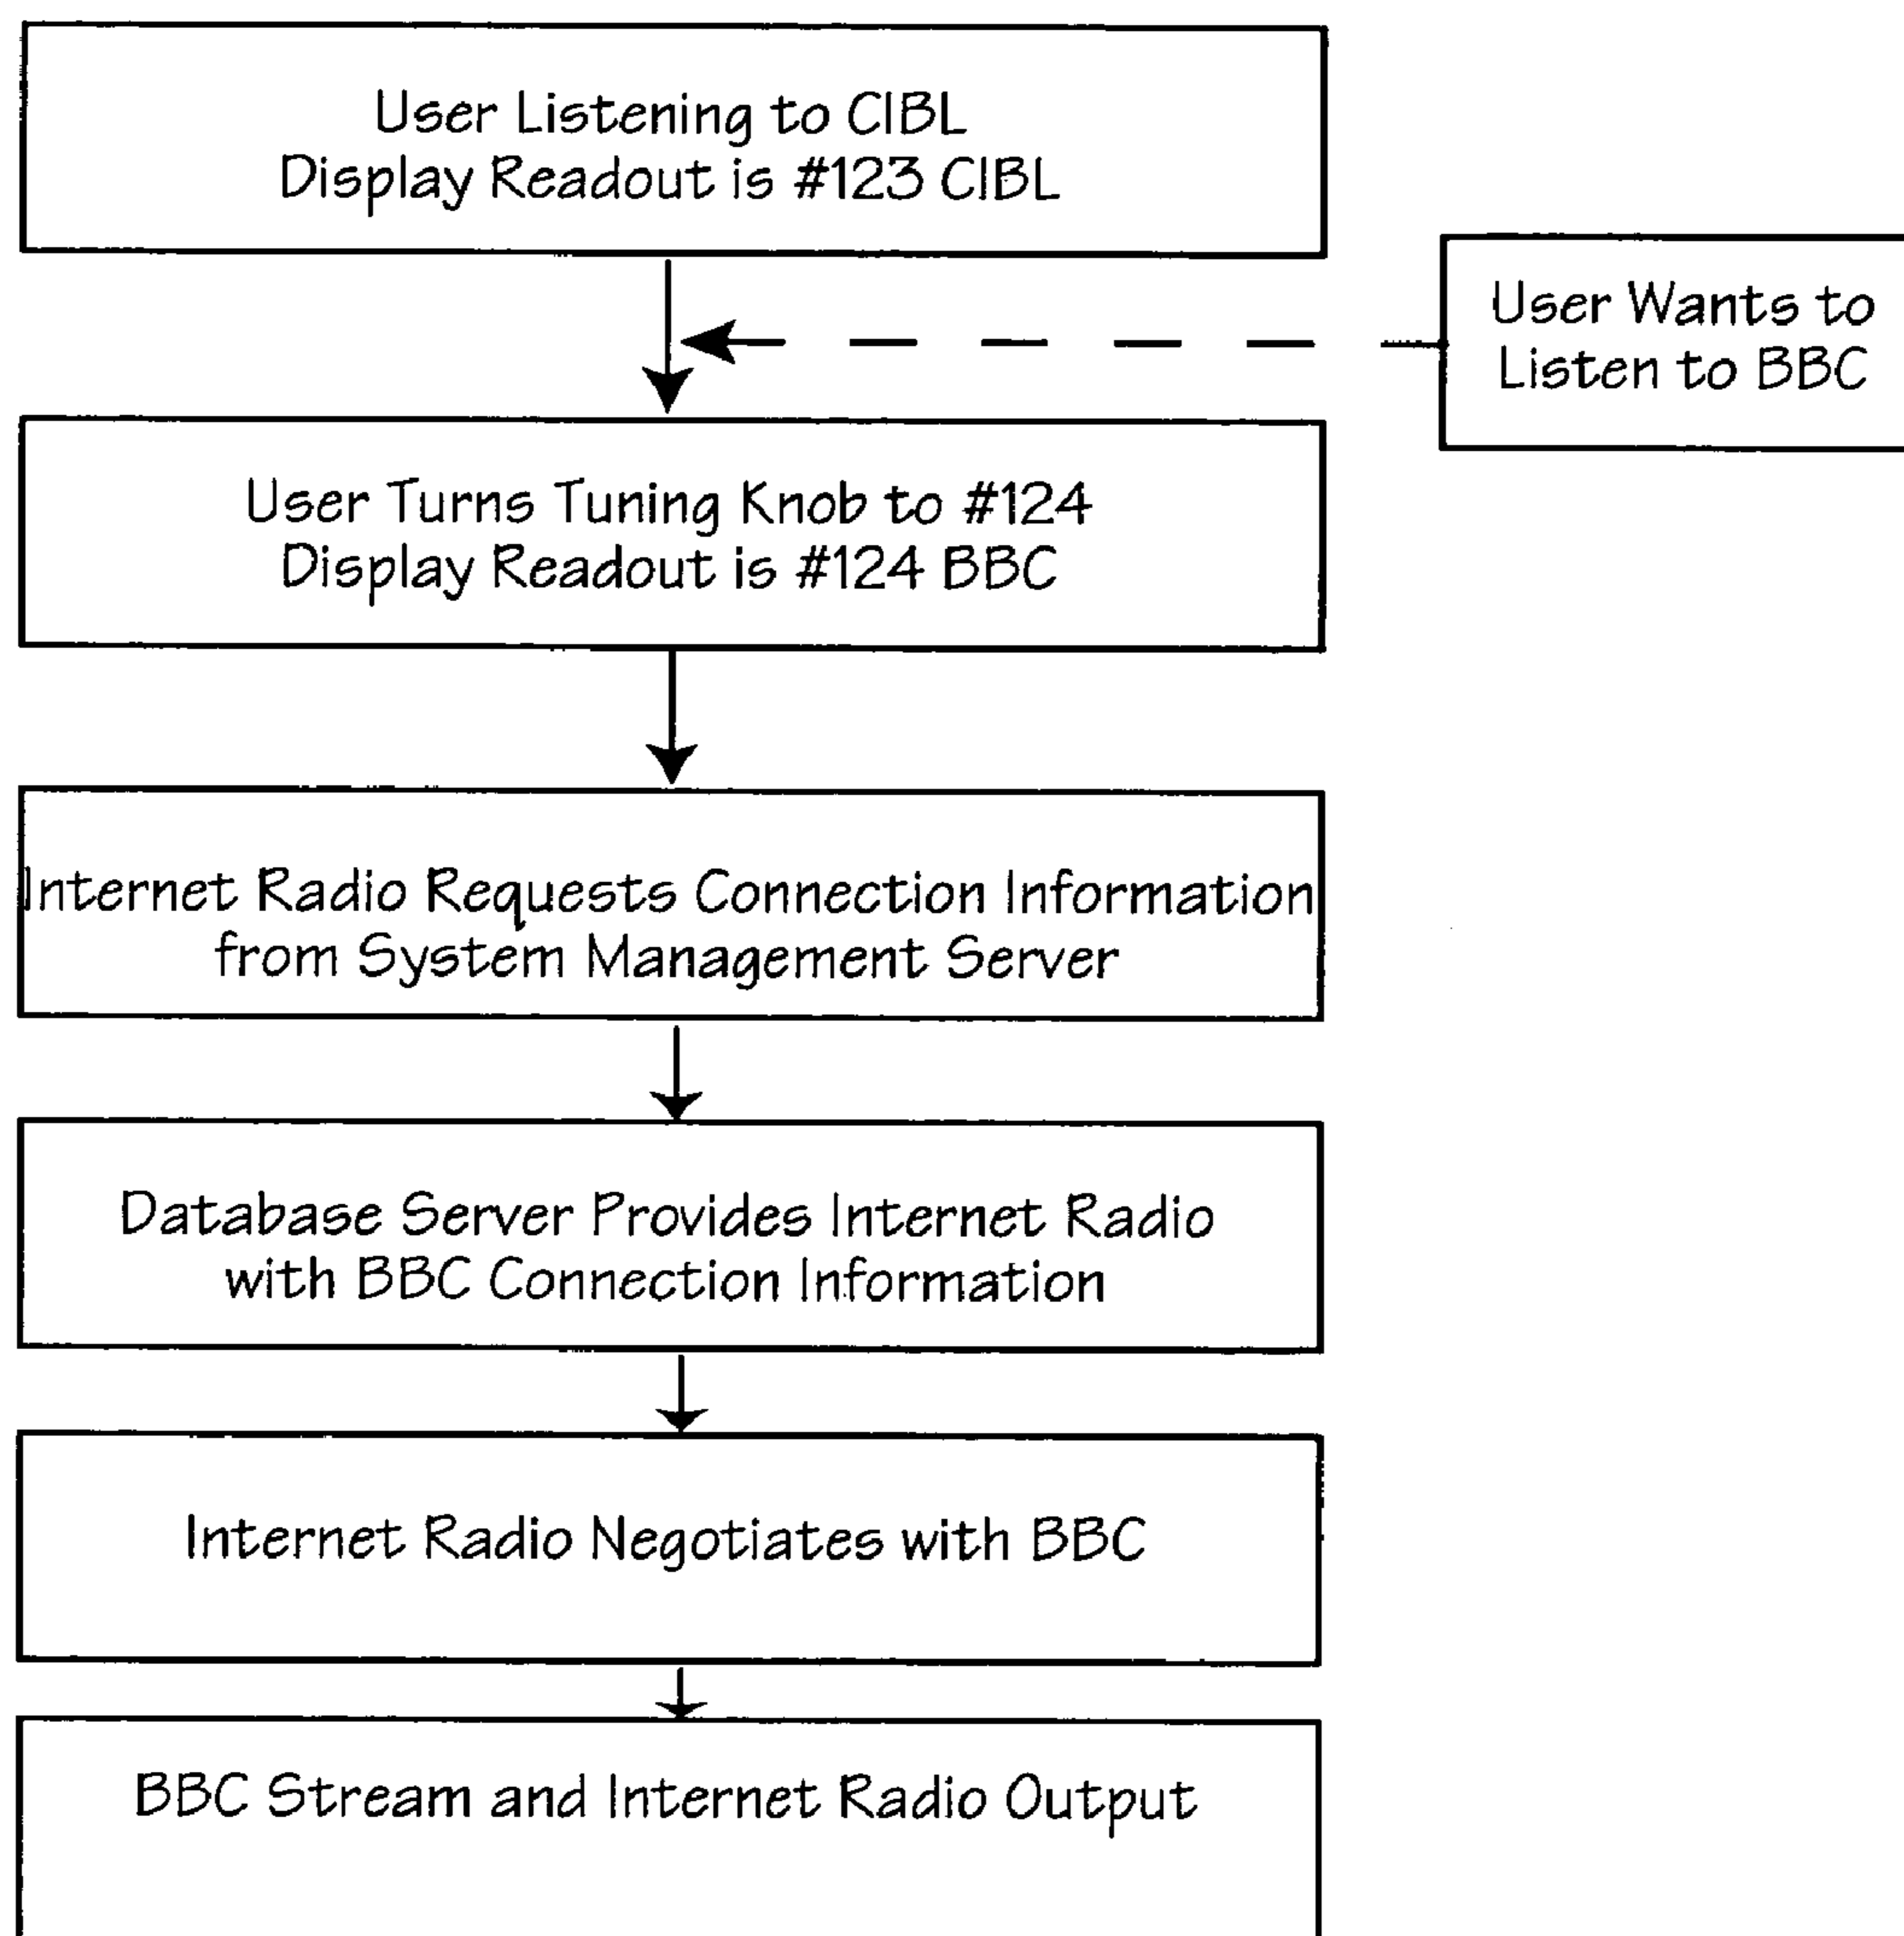 User Listening to CIBL
Display Readout is #123 CIBL
User Wants to
Listen to BBC
User Turns Tuning Knob to #124
Display Readout is #124 BBC
Internet Radio Requests Connection Information
from System Management Server
Database Server Provides Internet Radio
with BBC Connection Information
Internet Radio Negotiates with BBC
BBC Stream and Internet Radio Output